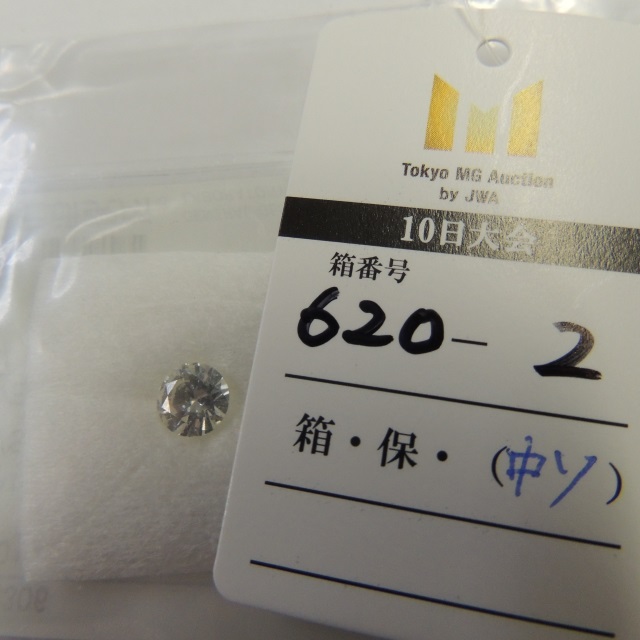 Tokyo MG Auction
by JWA
10日大会
箱番号
620-2
箱・保・(中ソ)